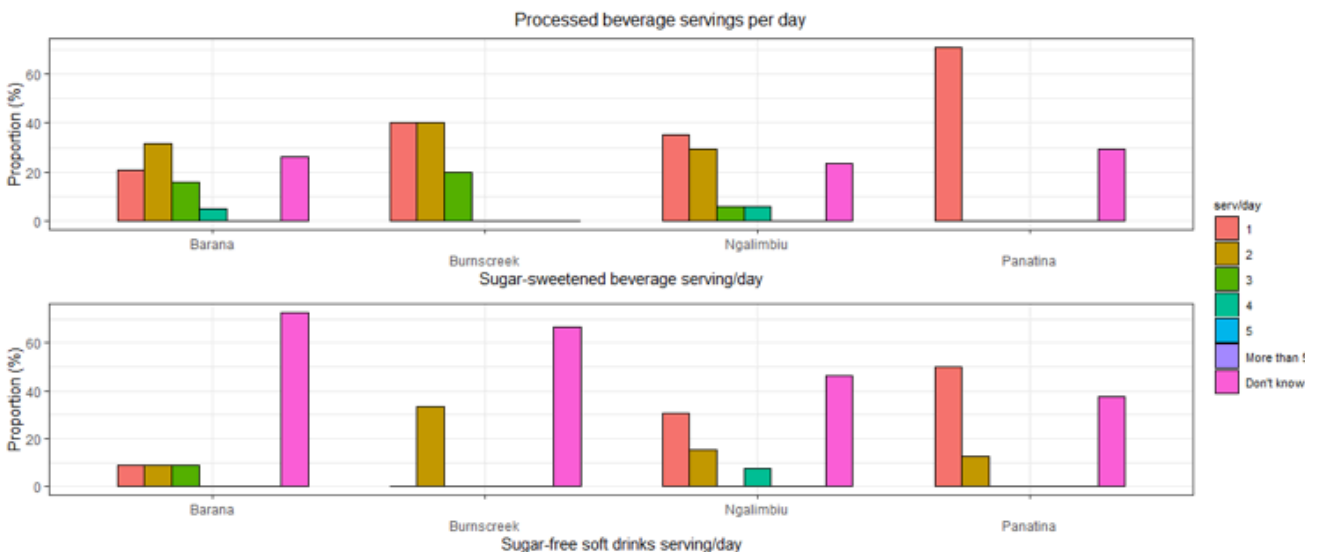 Processed beverage servings per day
Proportion (%)
60
40
20
0
Barana
Burnscreek
Ngalimbiu
Panatina
Sugar-sweetened beverage serving/day
Proportion (%)
60
40
20
0
Barana
Burnscreek
Ngalimbiu
Panatina
Sugar-free soft drinks serving/day
serv/day
1
2
3
4
5
More than
Don't know